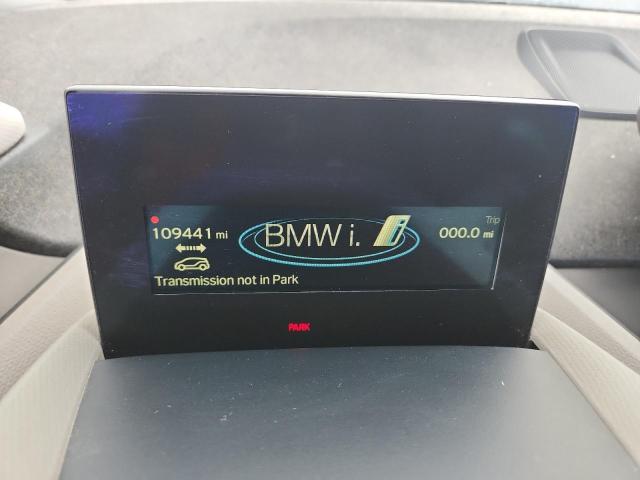 Trip
109441 mi BMW i. i 000.0 mi
Transmission not in Park
PARK